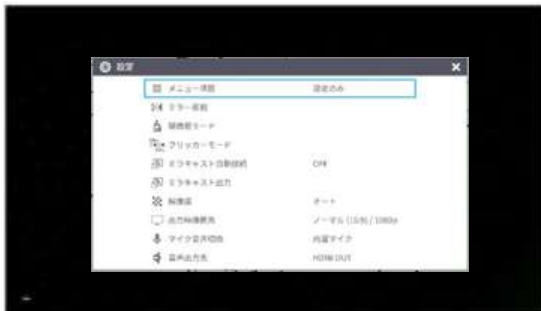 設定
メニュー項目 設定のみ
ミラー反転
顕微鏡モード
フリッカーモード
ミラキャスト自動接続 Off
ミラキャスト出力
解像度 オート
出力解像度 ノーマル (16:9) / 1080p
マイク音声切替 内蔵マイク
音声出力先 HDMI OUT